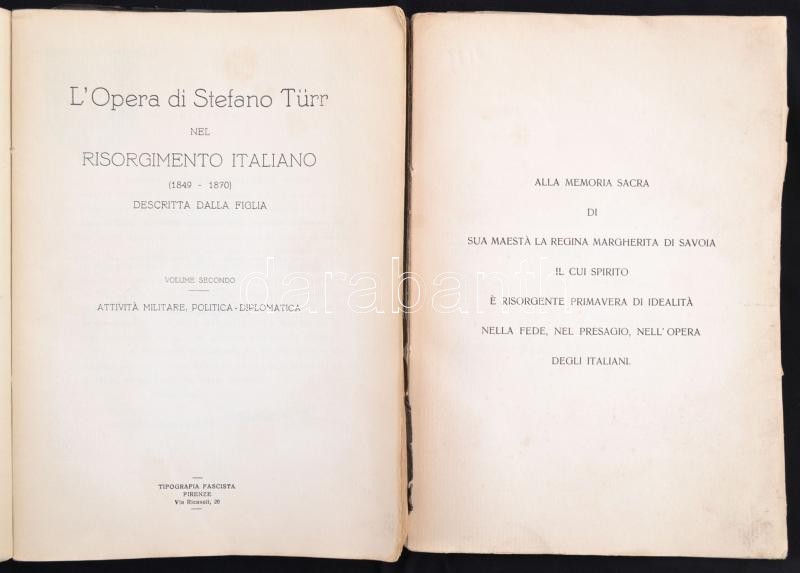 L'Opera di Stefano Türr
NEL
RISORGIMENTO ITALIANO
(1849 - 1870)
DESCRITTA DALLA FIGLIA
VOLUME SECONDO
ATTIVITÀ MILITARE, POLITICA-DIPLOMATICA
TIPOGRAFIA FASCISTA
FIRENZE
Via Ricasoli, 26
ALLA MEMORIA SACRA
DI
SUA MAESTÀ LA REGINA MARGHERITA DI SAVOIA
IL CUI SPIRITO
È RISORGENTE PRIMAVERA DI IDEALITÀ
NELLA FEDE, NEL PRESAGIO, NELL'OPERA
DEGLI ITALIANI.
darabanth